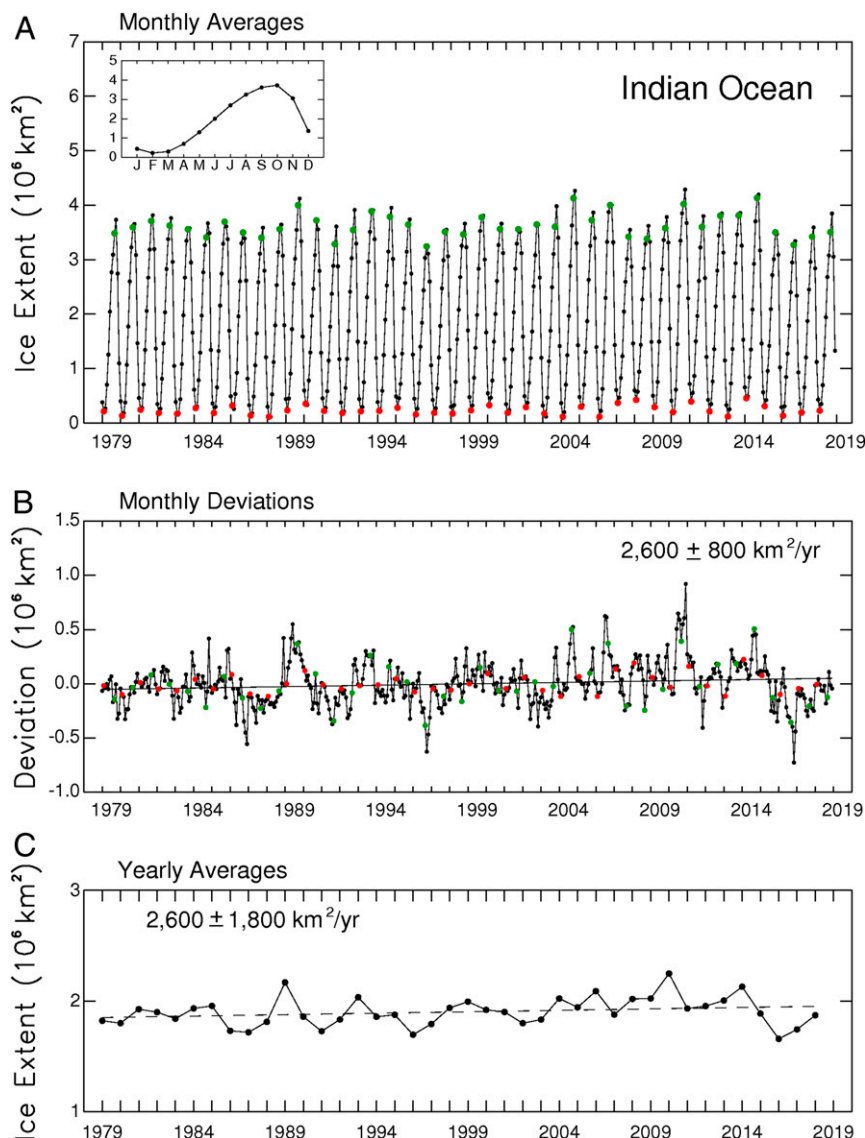 A Monthly Averages
Indian Ocean
Ice Extent (10⁶ km²)
7
6
5
4
3
2
1
0
5
4
3
2
1
0
J F M A M J J A S O N D
1979 1984 1989 1994 1999 2004 2009 2014 2019
B Monthly Deviations
2,600 ± 800 km²/yr
Deviation (10⁶ km²)
1.5
1.0
0.5
0.0
-0.5
-1.0
1979 1984 1989 1994 1999 2004 2009 2014 2019
C Yearly Averages
2,600 ± 1,800 km²/yr
Ice Extent (10⁶ km²)
3
2
1
1979 1984 1989 1994 1999 2004 2009 2014 2019